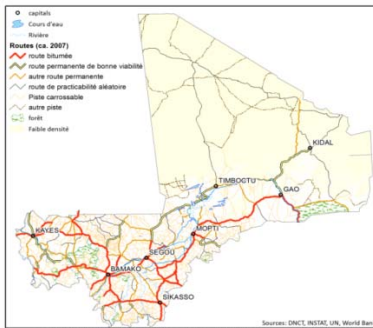 capitals
Cours d'eau
Rivière
Routes (ca. 2007)
route bitumée
route permanente de bonne viabilité
autre route permanente
route de practicabilité aléatoire
Piste carrossable
autre piste
forêt
Faible densité
KIDAL
TIMBOCTU
GAO
KAYES
MOPTI
SEGOU
BAMAKO
SIKASSO
Sources: DNCT, INSTAT, UN, World Bank